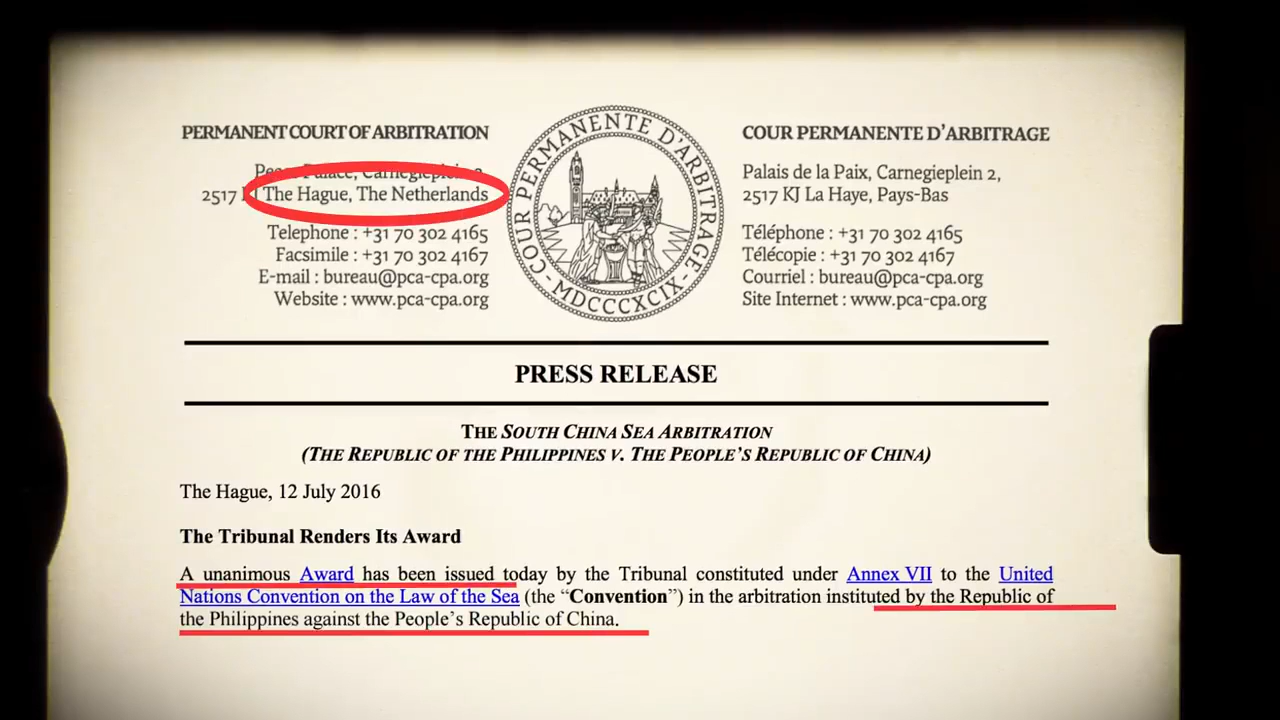 PERMANENT COURT OF ARBITRATION
Peace Palace, Carnegieplein 2,
2517 The Hague, The Netherlands
Telephone : +31 70 302 4165
Facsimile : +31 70 302 4167
E-mail : bureau@pca-cpa.org
Website : www.pca-cpa.org
COUR PERMANENTE D'ARBITRAGE
MDCCCXCIX
COUR PERMANENTE D'ARBITRAGE
Palais de la Paix, Carnegieplein 2,
2517 KJ La Haye, Pays-Bas
Téléphone : +31 70 302 4165
Télécopie : +31 70 302 4167
Courriel : bureau@pca-cpa.org
Site Internet : www.pca-cpa.org
PRESS RELEASE
THE SOUTH CHINA SEA ARBITRATION
(THE REPUBLIC OF THE PHILIPPINES V. THE PEOPLE'S REPUBLIC OF CHINA)
The Hague, 12 July 2016
The Tribunal Renders Its Award
A unanimous Award has been issued today by the Tribunal constituted under Annex VII to the United
Nations Convention on the Law of the Sea (the “Convention”) in the arbitration instituted by the Republic of
the Philippines against the People's Republic of China.